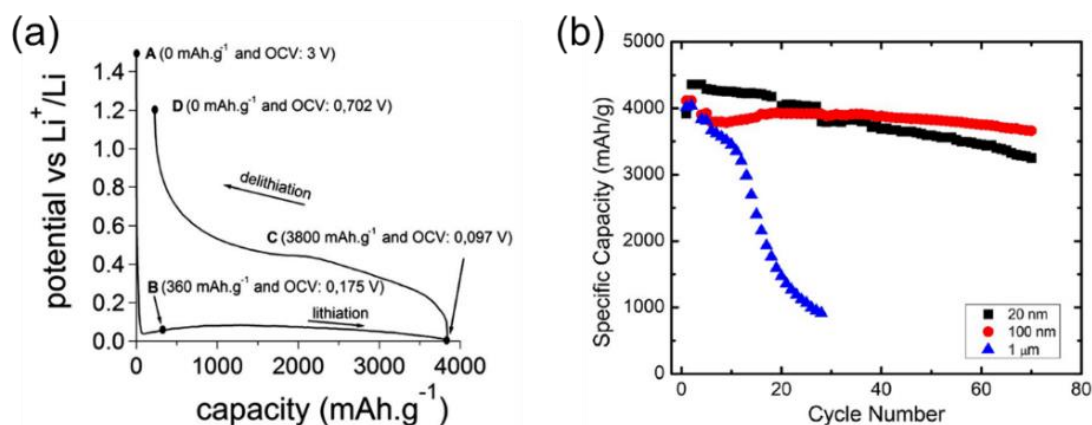 (a)
potential vs Li⁺/Li
1.4
1.2
1.0
0.8
0.6
0.4
0.2
0.0
A (0 mAh.g⁻¹ and OCV: 3 V)
D (0 mAh.g⁻¹ and OCV: 0,702 V)
delithiation
C (3800 mAh.g⁻¹ and OCV: 0,097 V)
B (360 mAh.g⁻¹ and OCV: 0,175 V)
lithiation
0 1000 2000 3000 4000
capacity (mAh.g⁻¹)
(b)
Specific Capacity (mAh/g)
5000
4000
3000
2000
1000
0
20 nm
100 nm
1 μm
0 20 40 60 80
Cycle Number